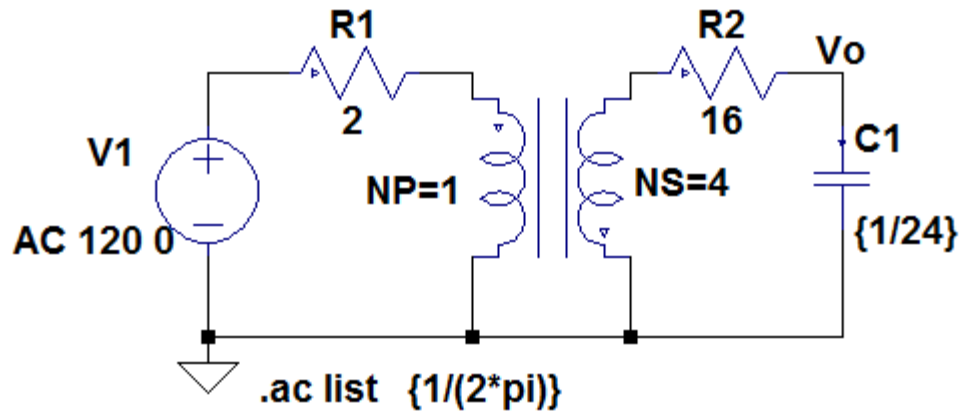 R1
2
V1
AC 120 0
NP=1
NS=4
R2
16
Vo
C1
{1/24}
.ac list {1/(2*pi)}